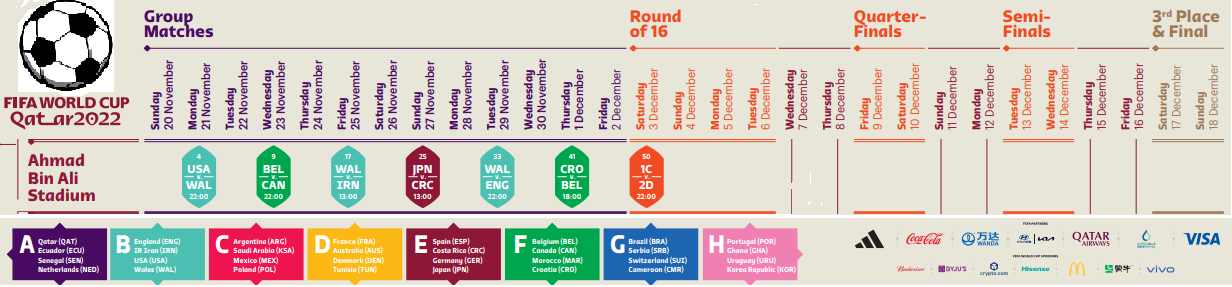 FIFA WORLD CUP
Qatar2022
Group
Matches
Round
of 16
Quarter-
Finals
Semi-
Finals
3rd Place
& Final
Sunday
20 November
Monday
21 November
Tuesday
22 November
Wednesday
23 November
Thursday
24 November
Friday
25 November
Saturday
26 November
Sunday
27 November
Monday
28 November
Tuesday
29 November
Wednesday
30 November
Thursday
1 December
Friday
2 December
Saturday
3 December
Sunday
4 December
Monday
5 December
Tuesday
6 December
Wednesday
7 December
Thursday
8 December
Friday
9 December
Saturday
10 December
Sunday
11 December
Monday
12 December
Tuesday
13 December
Wednesday
14 December
Thursday
15 December
Friday
16 December
Saturday
17 December
Sunday
18 December
Ahmad
Bin Ali
Stadium
4
USA
v.
WAL
22:00
9
BEL
v.
CAN
22:00
17
WAL
v.
IRN
13:00
25
JPN
v.
CRC
13:00
33
WAL
v.
ENG
22:00
41
CRO
v.
BEL
18:00
50
1C
v.
2D
22:00
A
Qatar (QAT)
Ecuador (ECU)
Senegal (SEN)
Netherlands (NED)
B
England (ENG)
IR Iran (IRN)
USA (USA)
Wales (WAL)
C
Argentina (ARG)
Saudi Arabia (KSA)
Mexico (MEX)
Poland (POL)
D
France (FRA)
Australia (AUS)
Denmark (DEN)
Tunisia (TUN)
E
Spain (ESP)
Costa Rica (CRC)
Germany (GER)
Japan (JPN)
F
Belgium (BEL)
Canada (CAN)
Morocco (MAR)
Croatia (CRO)
G
Brazil (BRA)
Serbia (SRB)
Switzerland (SUI)
Cameroon (CMR)
H
Portugal (POR)
Ghana (GHA)
Uruguay (URU)
Korea Republic (KOR)
FIFA PARTNERS
Coca-Cola
万达
WANDA
HYUNDAI
KIA
QATAR
AIRWAYS
VISA
FIFA WORLD CUP SPONSORS
Budweiser
BYJU'S
crypto.com
Hisense
蒙牛
vivo